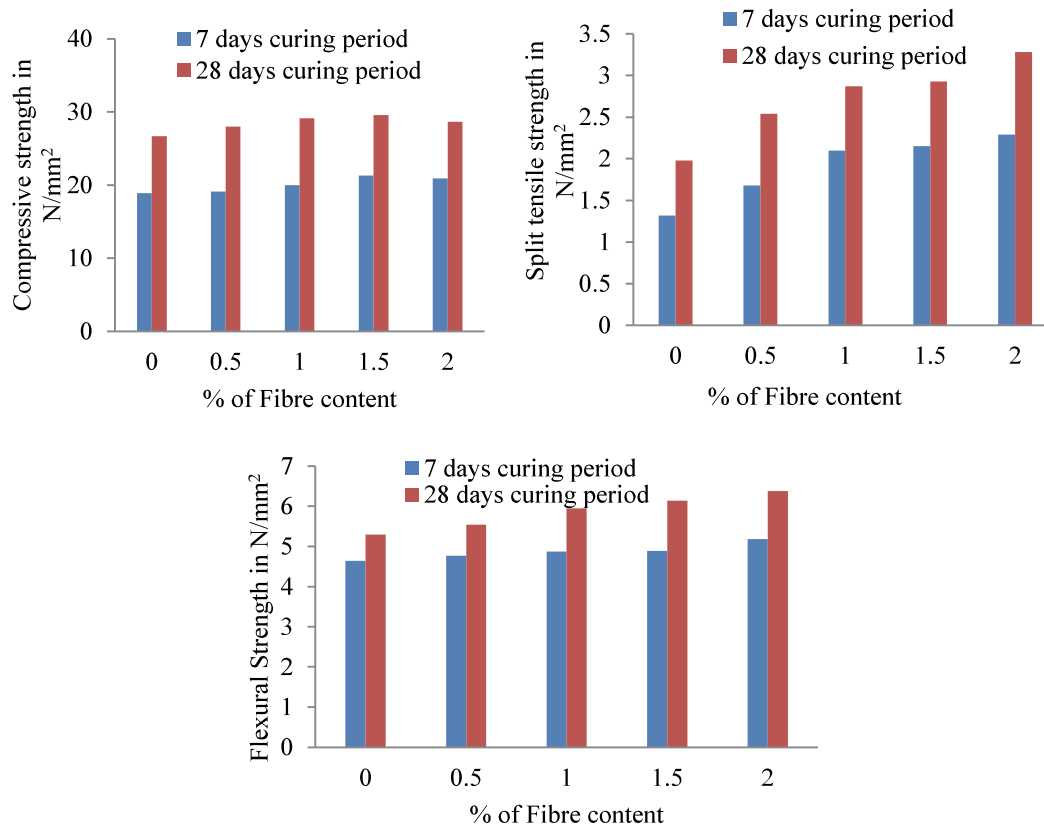 Compressive strength in
N/mm²
40
30
20
10
0
7 days curing period
28 days curing period
0 0.5 1 1.5 2
% of Fibre content
Split tensile strength in
N/mm²
3.5
3
2.5
2
1.5
1
0.5
0
7 days curing period
28 days curing period
0 0.5 1 1.5 2
% of Fibre content
Flexural Strength in N/mm²
7
6
5
4
3
2
1
0
7 days curing period
28 days curing period
0 0.5 1 1.5 2
% of Fibre content